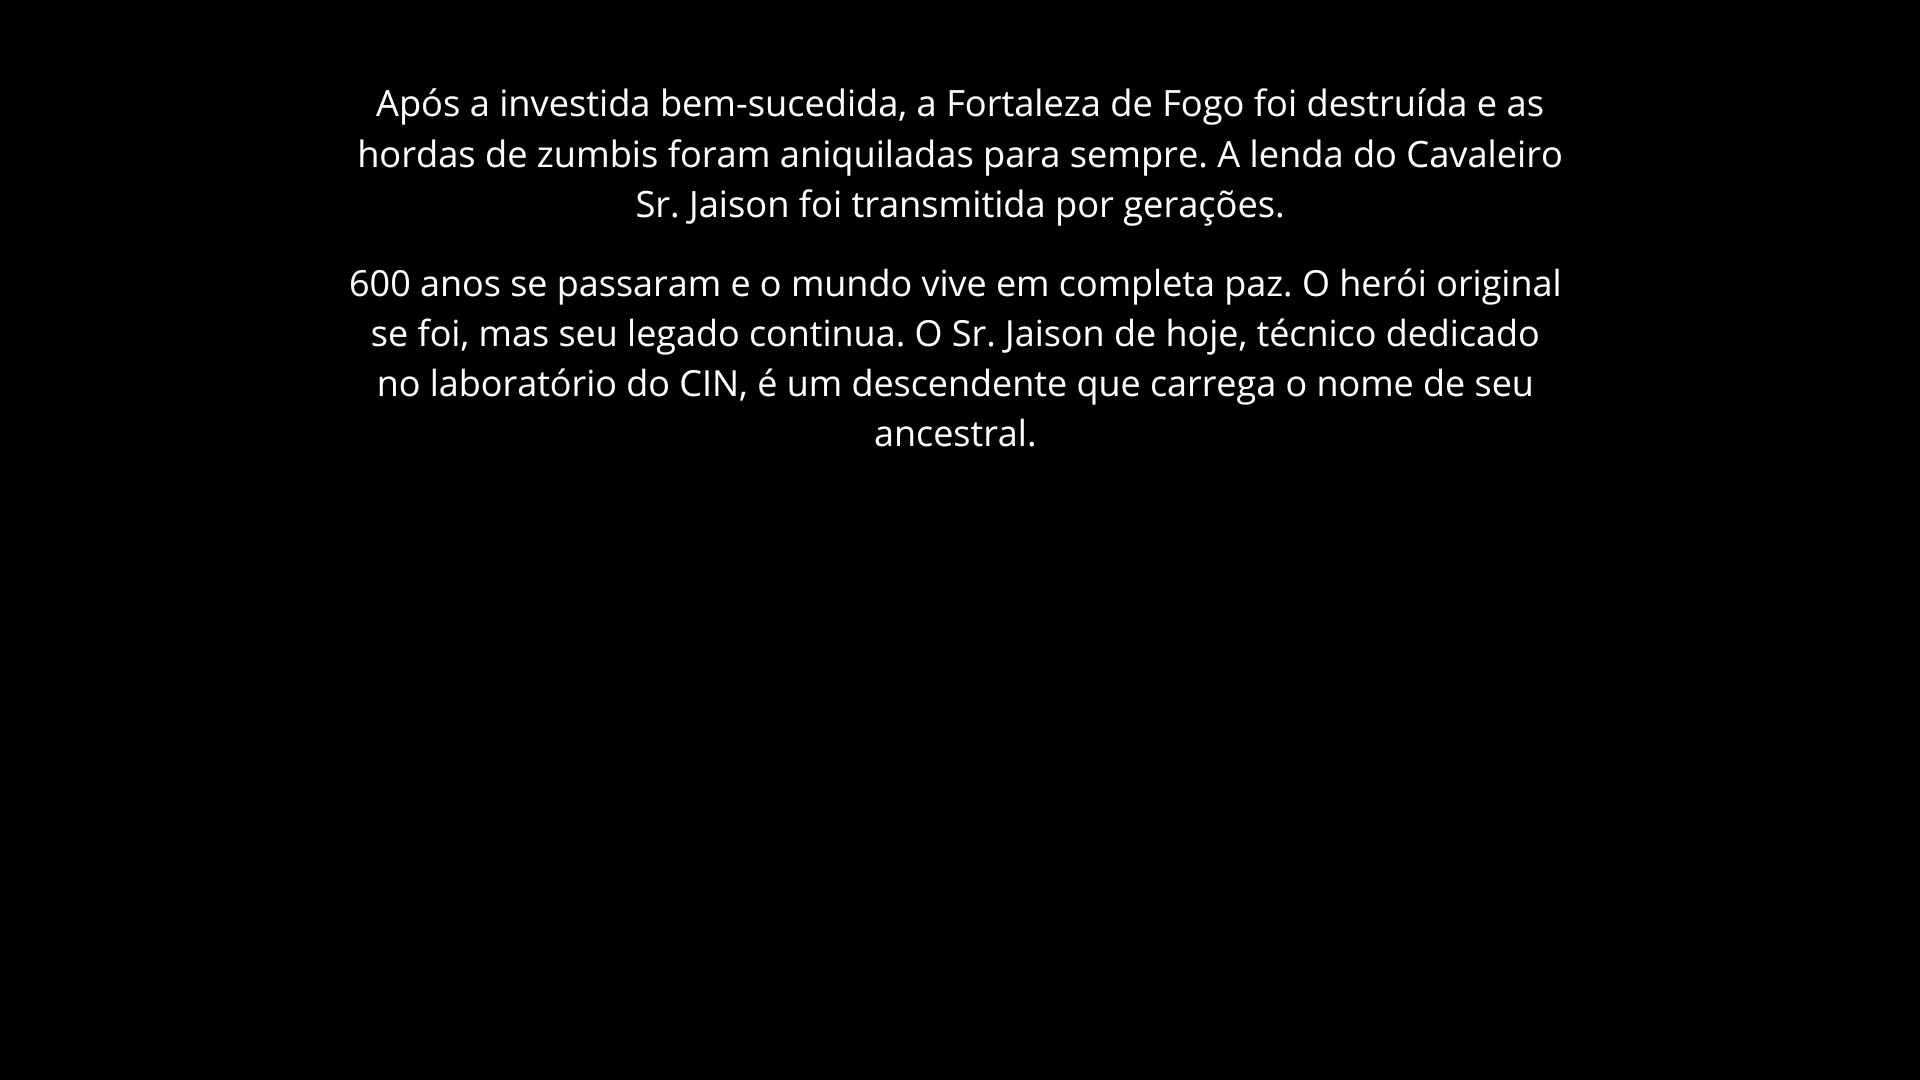 Após a investida bem-sucedida, a Fortaleza de Fogo foi destruída e as
hordas de zumbis foram aniquiladas para sempre. A lenda do Cavaleiro
Sr. Jaison foi transmitida por gerações.
600 anos se passaram e o mundo vive em completa paz. O herói original
se foi, mas seu legado continua. O Sr. Jaison de hoje, técnico dedicado
no laboratório do CIN, é um descendente que carrega o nome de seu
ancestral.